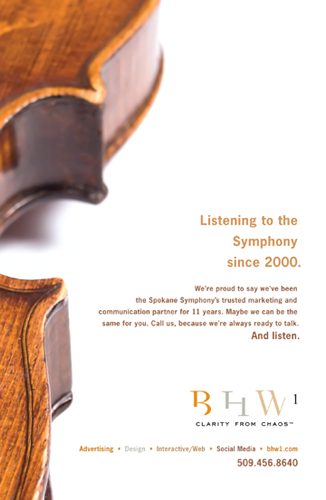 Listening to the
Symphony
since 2000.
We're proud to say we've been
the Spokane Symphony's trusted marketing and
communication partner for 11 years. Maybe we can be the
same for you. Call us, because we're always ready to talk.
And listen.
BHW1
CLARITY FROM CHAOS™
Advertising • Design • Interactive/Web • Social Media • bhw1.com
509.456.8640